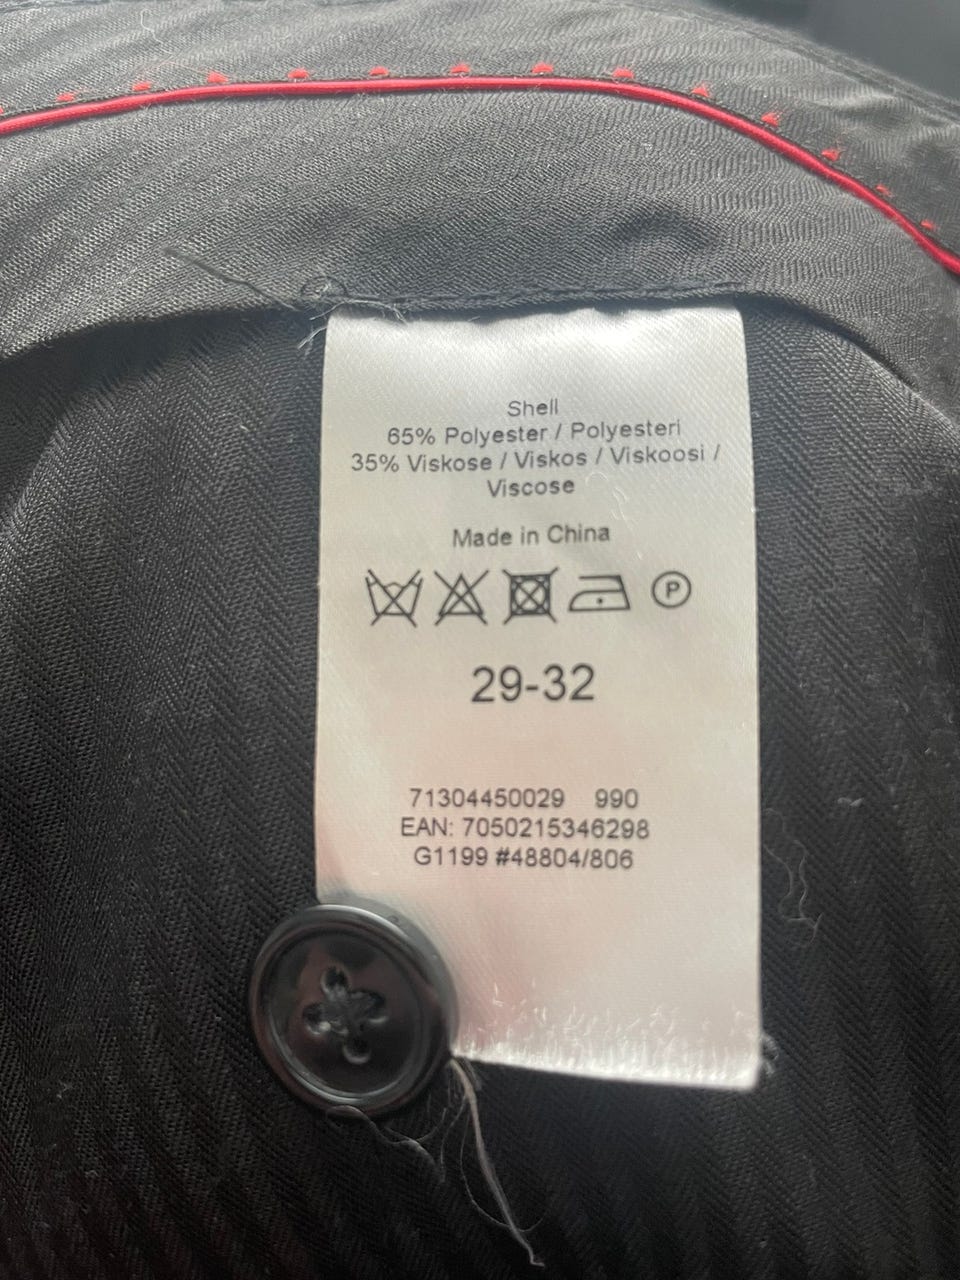 Shell
65% Polyester / Polyesteri
35% Viskose / Viskos / Viskoosi /
Viscose
Made in China
P
29-32
71304450029 990
EAN: 7050215346298
G1199 #48804/806